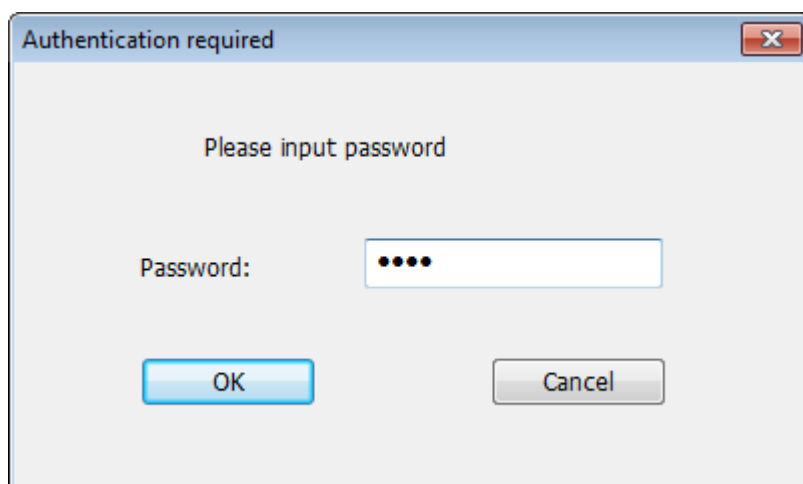 Authentication required
Please input password
Password: ••••
OK Cancel